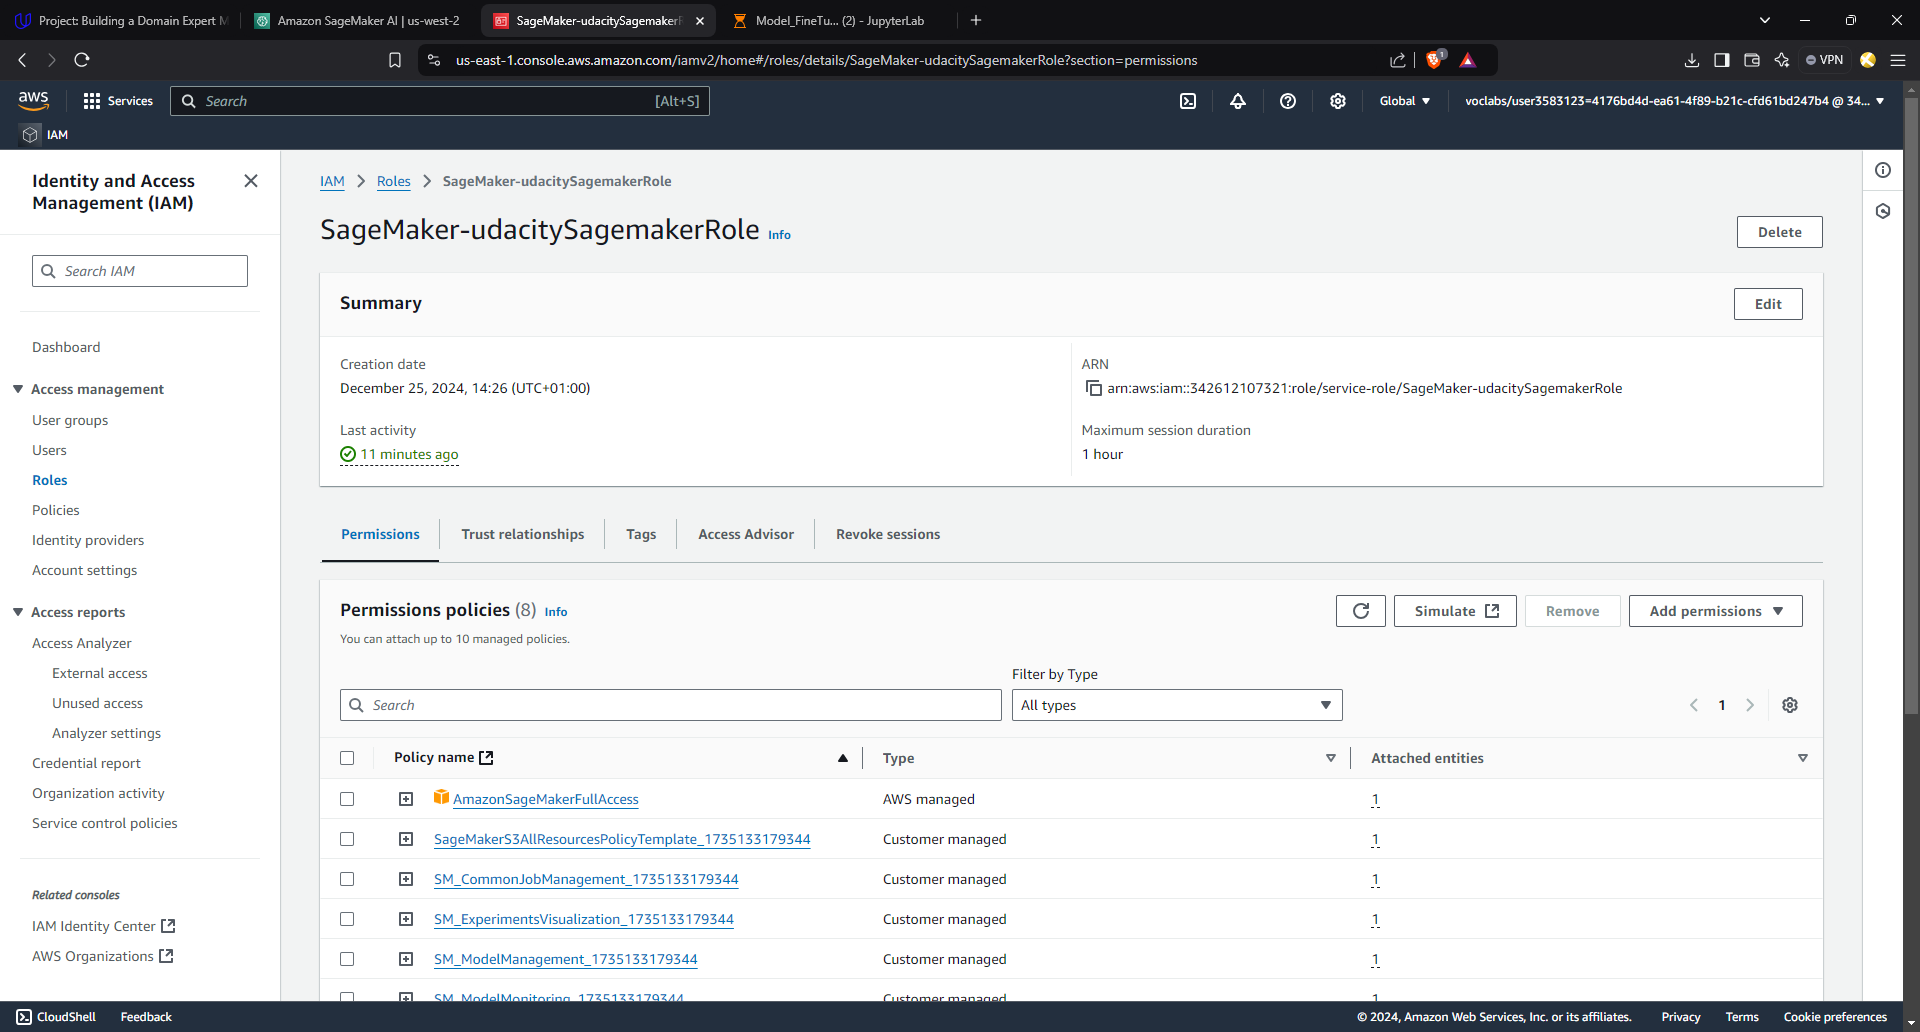 Project: Building a Domain Expert M
Amazon SageMaker AI | us-west-2
SageMaker-udacitySagemakerR
Model_FineTu... (2) - JupyterLab
us-east-1.console.aws.amazon.com/iamv2/home#/roles/details/SageMaker-udacitySagemakerRole?section=permissions
1
VPN
aws
Services
Search
[Alt+S]
Global
voclabs/user3583123=4176bd4d-ea61-4f89-b21c-cfd61bd247b4 @ 34...
IAM
Identity and Access
Management (IAM)
Search IAM
Dashboard
Access management
User groups
Users
Roles
Policies
Identity providers
Account settings
Access reports
Access Analyzer
External access
Unused access
Analyzer settings
Credential report
Organization activity
Service control policies
Related consoles
IAM Identity Center
AWS Organizations
IAM
Roles
SageMaker-udacitySagemakerRole
SageMaker-udacitySagemakerRole Info
Delete
Summary
Edit
Creation date
December 25, 2024, 14:26 (UTC+01:00)
ARN
arn:aws:iam::342612107321:role/service-role/SageMaker-udacitySagemakerRole
Last activity
11 minutes ago
Maximum session duration
1 hour
Permissions
Trust relationships
Tags
Access Advisor
Revoke sessions
Permissions policies (8) Info
You can attach up to 10 managed policies.
Simulate
Remove
Add permissions
Filter by Type
Search
All types
1
Policy name
Type
Attached entities
AmazonSageMakerFullAccess
AWS managed
1
SageMakerS3AllResourcesPolicyTemplate_1735133179344
Customer managed
1
SM_CommonJobManagement_1735133179344
Customer managed
1
SM_ExperimentsVisualization_1735133179344
Customer managed
1
SM_ModelManagement_1735133179344
Customer managed
1
SM_ModelMonitoring_1735133179344
Customer managed
1
CloudShell
Feedback
© 2024, Amazon Web Services, Inc. or its affiliates.
Privacy
Terms
Cookie preferences